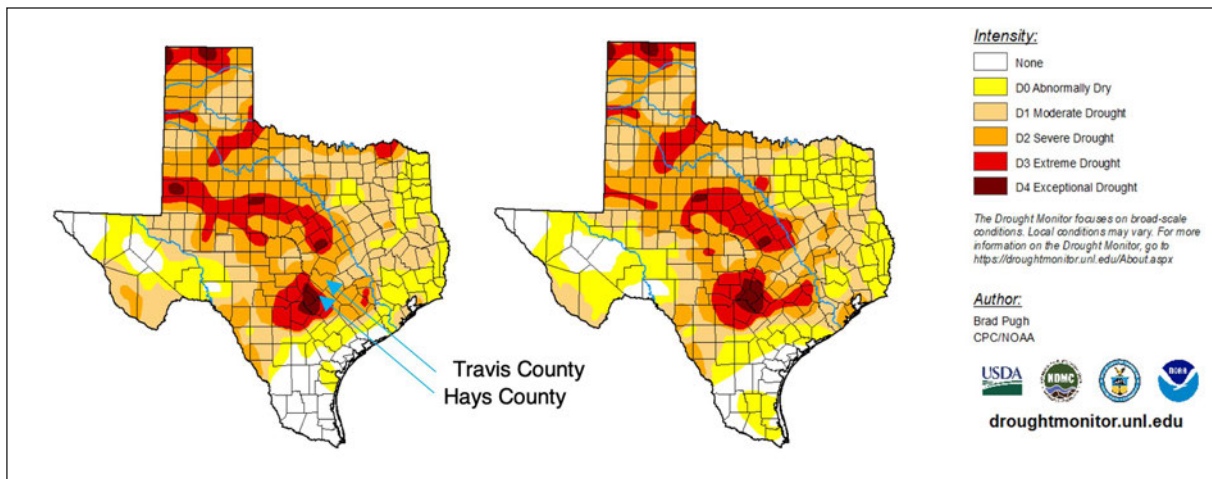 Travis County
Hays County
Intensity:
None
D0 Abnormally Dry
D1 Moderate Drought
D2 Severe Drought
D3 Extreme Drought
D4 Exceptional Drought
The Drought Monitor focuses on broad-scale
conditions. Local conditions may vary. For more
information on the Drought Monitor, go to
https://droughtmonitor.unl.edu/About.aspx
Author:
Brad Pugh
CPC/NOAA
USDA
NDMC
NOAA
droughtmonitor.unl.edu